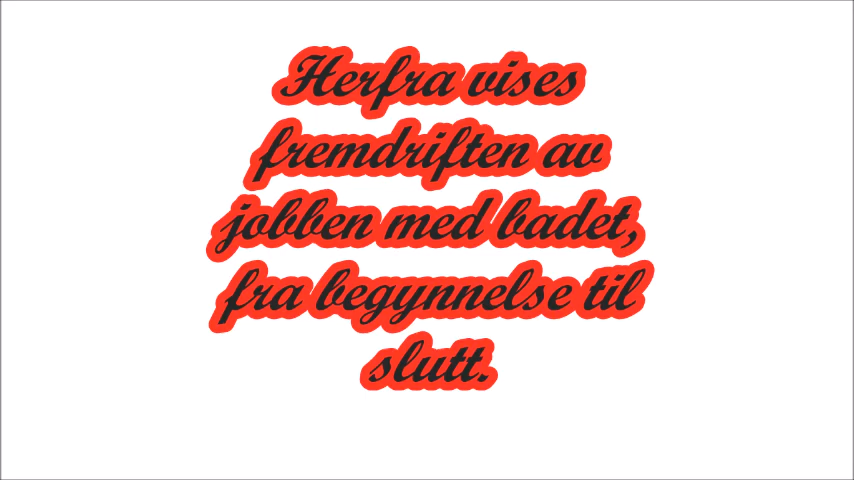 Herfra vises
fremdriften av
jobben med badet,
fra begynnelse til
slutt.